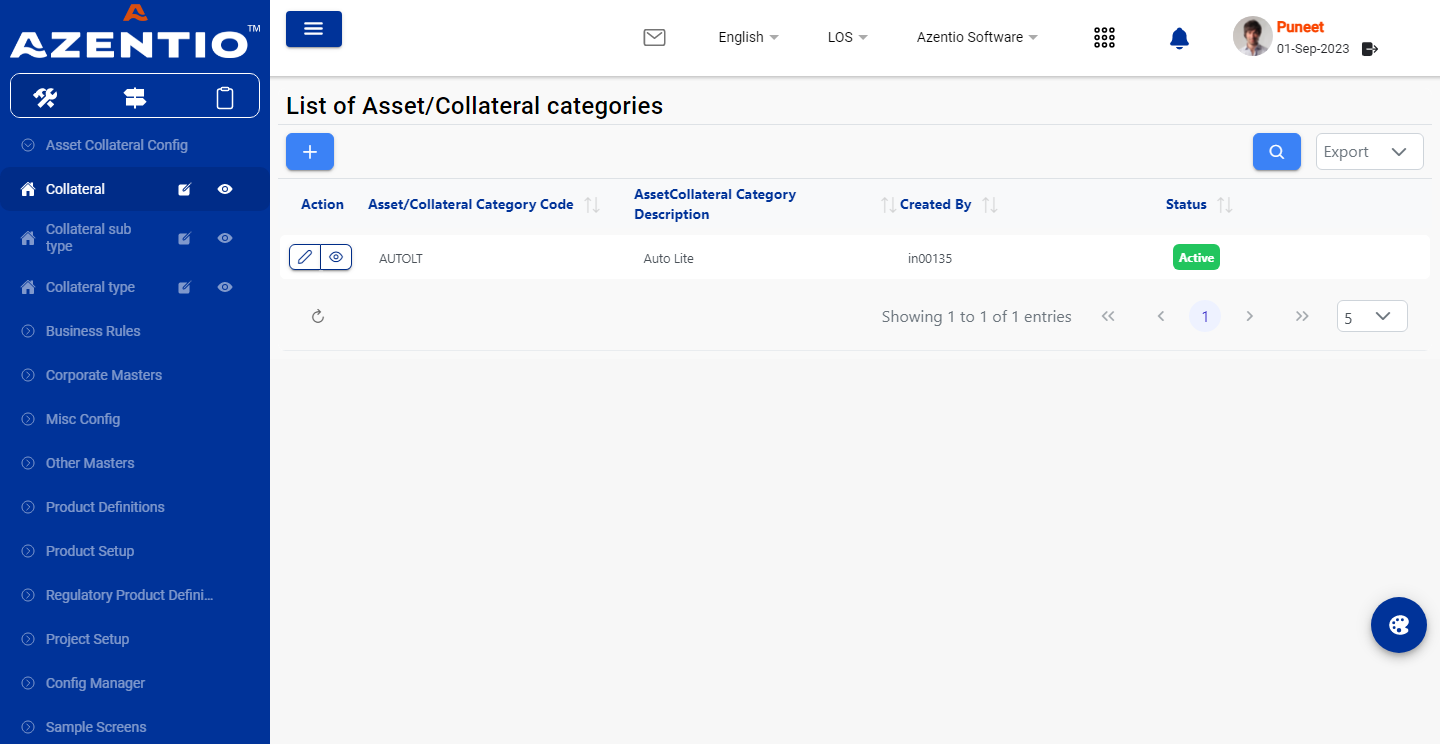 AZENTIO™
English
LOS
Azentio Software
Puneet
01-Sep-2023
Asset Collateral Config
Collateral
Collateral sub
type
Collateral type
Business Rules
Corporate Masters
Misc Config
Other Masters
Product Definitions
Product Setup
Regulatory Product Defini...
Project Setup
Config Manager
Sample Screens
List of Asset/Collateral categories
Export
Action
Asset/Collateral Category Code
AssetCollateral Category
Description
Created By
Status
AUTOLT
Auto Lite
in00135
Active
Showing 1 to 1 of 1 entries
1
5